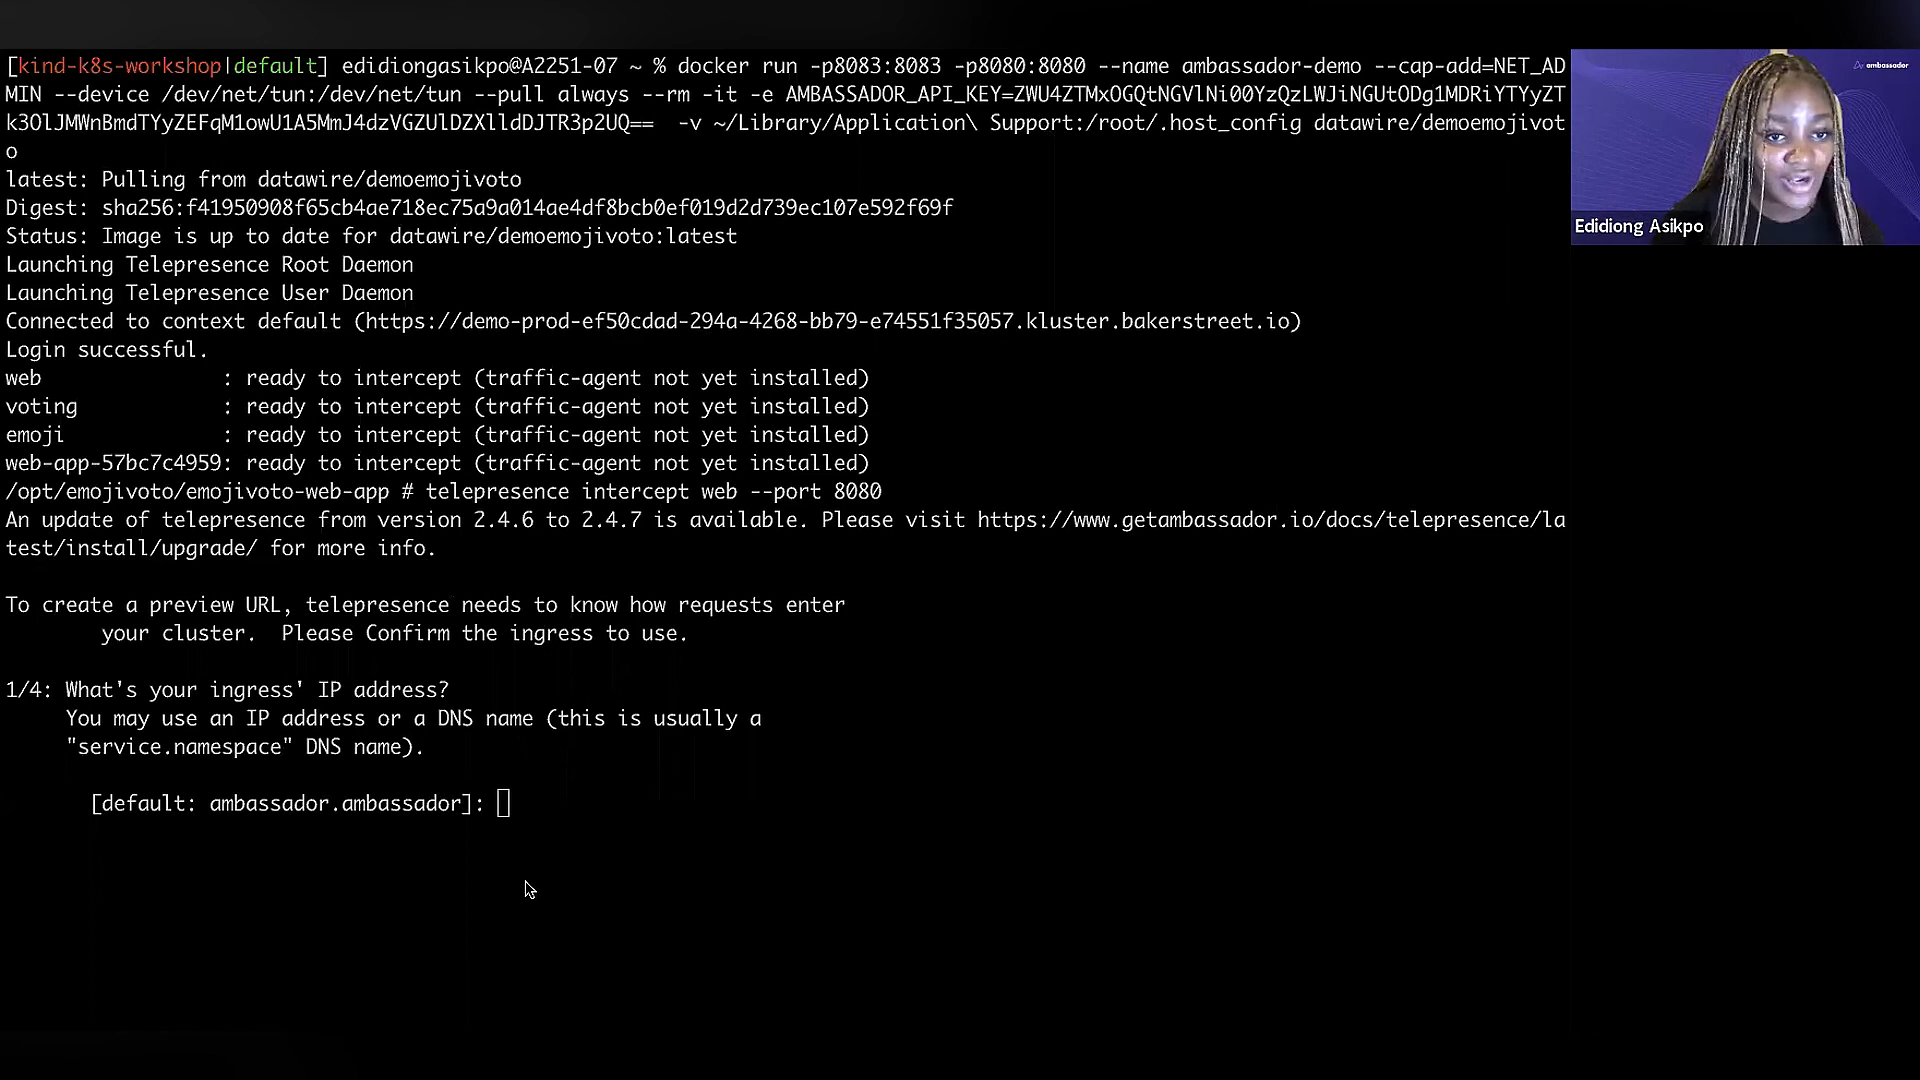 [kind-k8s-workshop|default] edidiongasikpo@A2251-07 ~ % docker run -p8083:8083 -p8080:8080 --name ambassador-demo --cap-add=NET_AD
MIN --device /dev/net/tun:/dev/net/tun --pull always --rm -it -e AMBASSADOR_API_KEY=ZWU4ZTMxOGQtNGVlNi00YzQzLWJiNGUtODg1MDRiYTYyZT
k3OlJMWnBmdTYyZEFqM1owU1A5MmJ4dzVGZUlDZXlldDJTR3p2UQ==  -v ~/Library/Application\ Support:/root/.host_config datawire/demoemojivot
o
latest: Pulling from datawire/demoemojivoto
Digest: sha256:f41950908f65cb4ae718ec75a9a014ae4df8bcb0ef019d2d739ec107e592f69f
Status: Image is up to date for datawire/demoemojivoto:latest
Launching Telepresence Root Daemon
Launching Telepresence User Daemon
Connected to context default (https://demo-prod-ef50cdad-294a-4268-bb79-e74551f35057.kluster.bakerstreet.io)
Login successful.
web               : ready to intercept (traffic-agent not yet installed)
voting            : ready to intercept (traffic-agent not yet installed)
emoji             : ready to intercept (traffic-agent not yet installed)
web-app-57bc7c4959: ready to intercept (traffic-agent not yet installed)
/opt/emojivoto/emojivoto-web-app # telepresence intercept web --port 8080
An update of telepresence from version 2.4.6 to 2.4.7 is available. Please visit https://www.getambassador.io/docs/telepresence/la
test/install/upgrade/ for more info.
To create a preview URL, telepresence needs to know how requests enter
your cluster.  Please Confirm the ingress to use.
1/4: What's your ingress' IP address?
You may use an IP address or a DNS name (this is usually a
"service.namespace" DNS name).
[default: ambassador.ambassador]:
ambassador
Edidiong Asikpo